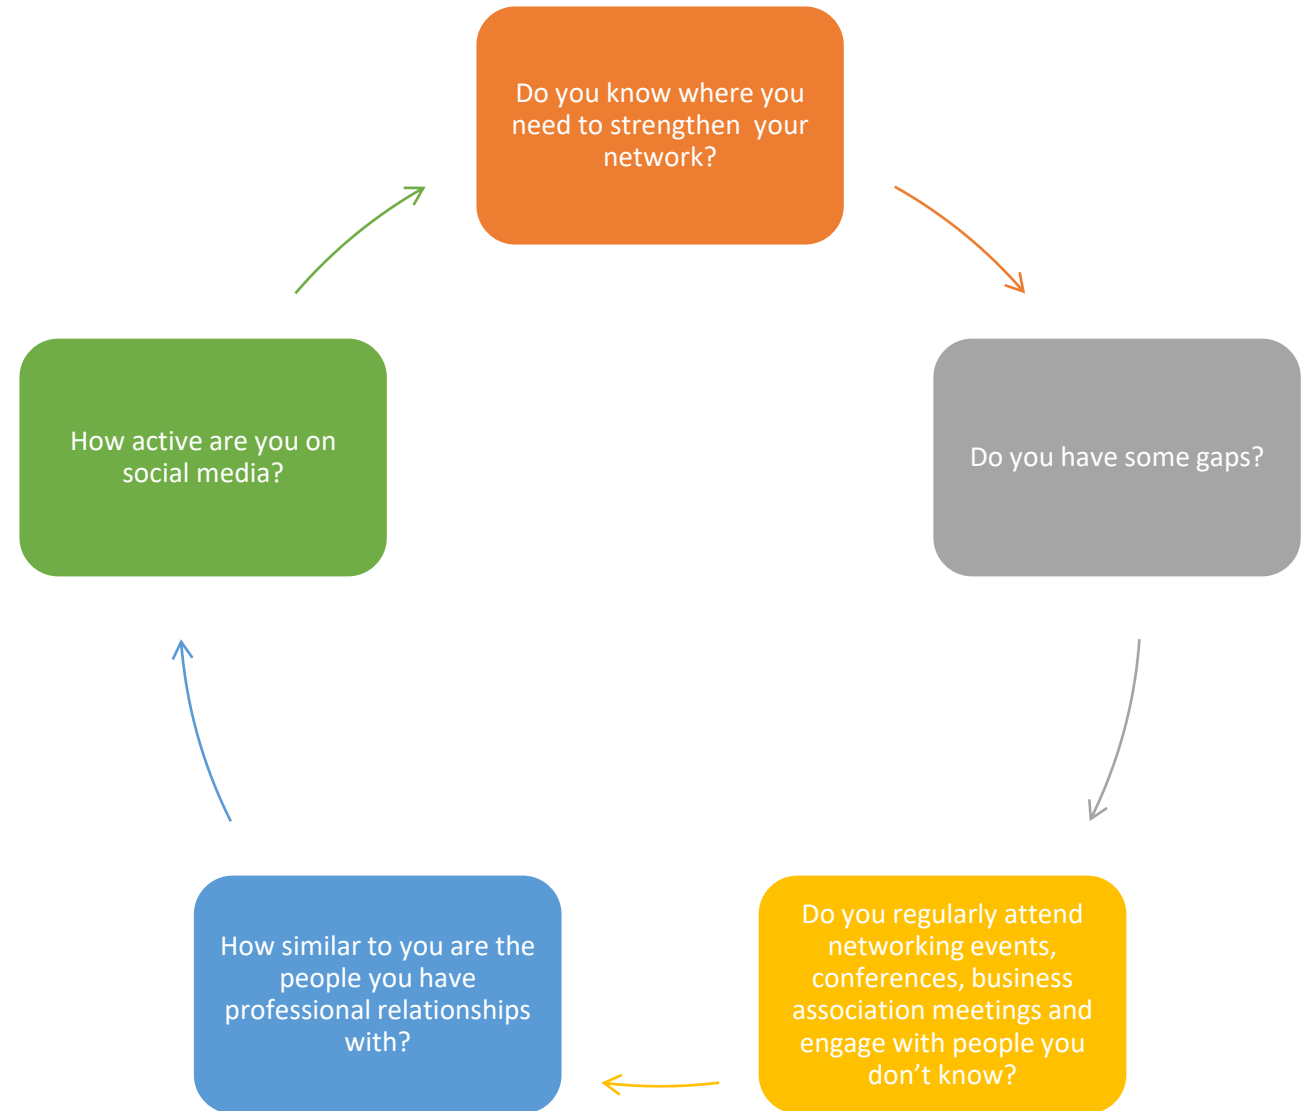 Do you know where you
need to strengthen  your
network?
Do you have some gaps?
Do you regularly attend
networking events,
conferences, business
association meetings and
engage with people you
don’t know?
How similar to you are the
people you have
professional relationships
with?
How active are you on
social media?